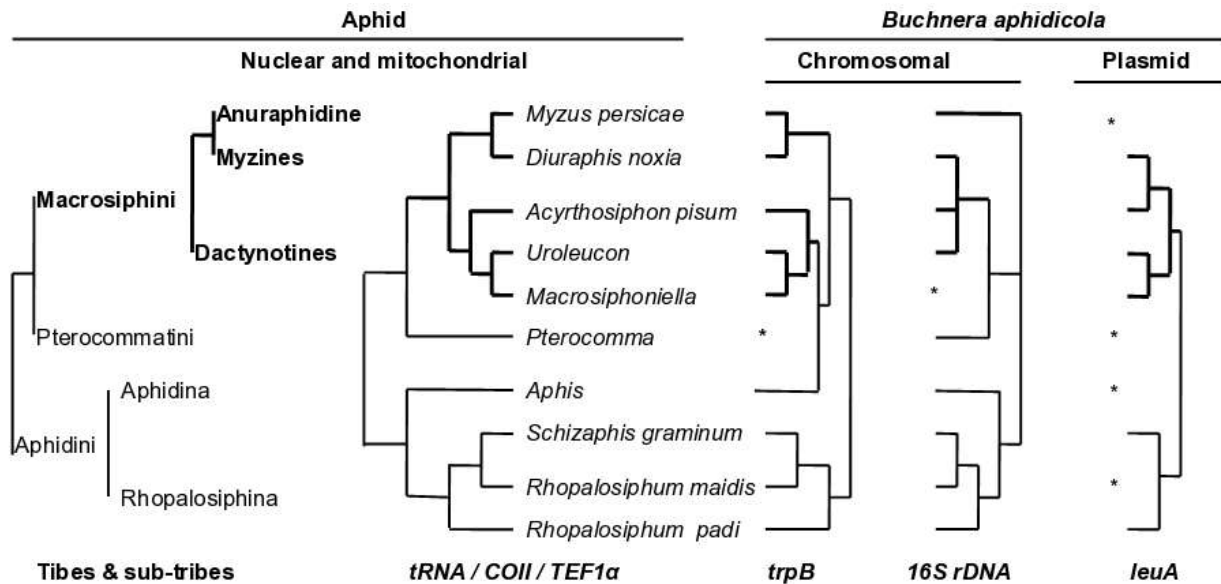 Aphid Buchnera aphidicola
Nuclear and mitochondrial Chromosomal Plasmid
Anuraphidine Myzus persicae *
Myzines Diuraphis noxia
Macrosiphini Acyrthosiphon pisum
Dactynotines Uroleucon
Macrosiphoniella *
Pterocommatini Pterocomma * *
Aphidina Aphis *
Aphidini Schizaphis graminum
Rhopalosiphina Rhopalosiphum maidis *
Rhopalosiphum padi
Tibes & sub-tribes tRNA / COII / TEF1α trpB 16S rDNA leuA